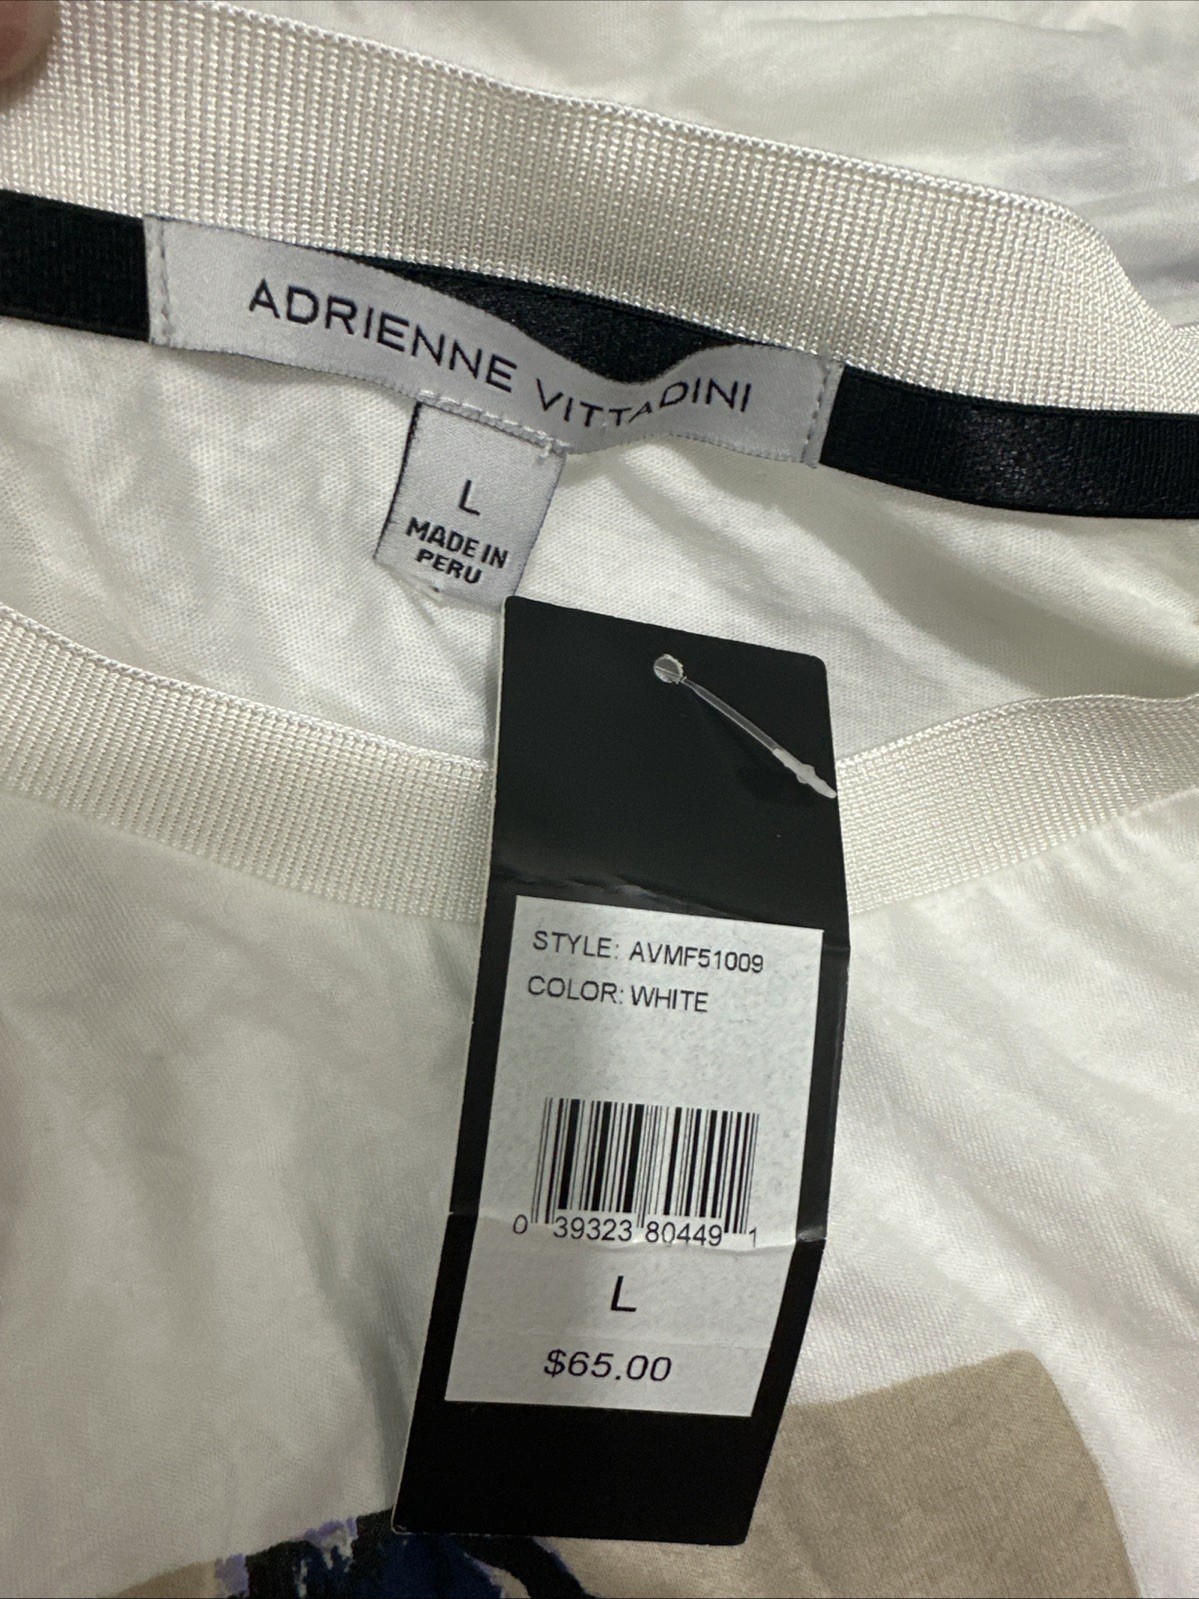 ADRIENNE VITTADINI
L
MADE IN
PERU
STYLE: AVMF51009
COLOR: WHITE
0 39323 80449 1
L
$65.00